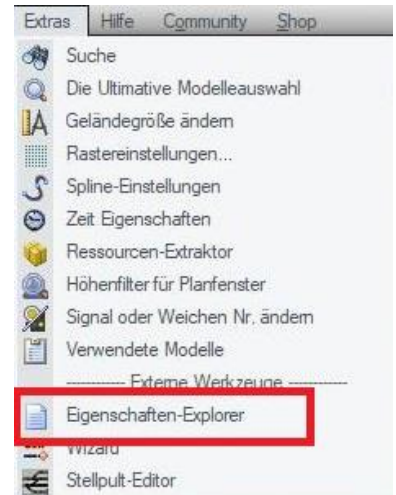 Extras Hilfe Community Shop
Suche
Die Ultimative Modelleauswahl
Geländegröße ändern
Rastereinstellungen...
Spline-Einstellungen
Zeit Eigenschaften
Ressourcen-Extraktor
Höhenfilter für Planfenster
Signal oder Weichen Nr. ändern
Verwendete Modelle
----------- Externe Werkzeuge -----------
Eigenschaften-Explorer
Wizard
Stellpult-Editor